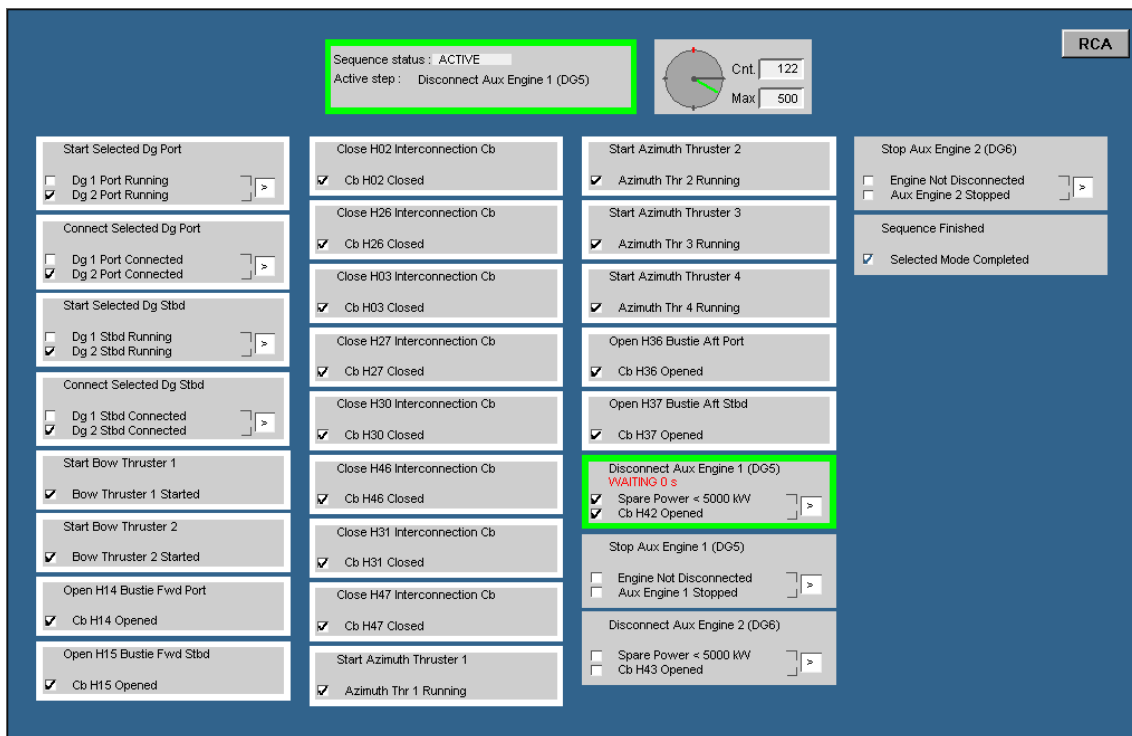 RCA
Sequence status : ACTIVE
Active step : Disconnect Aux Engine 1 (DG5)
Cnt. 122
Max 500
Start Selected Dg Port
Dg 1 Port Running
Dg 2 Port Running
>
Connect Selected Dg Port
Dg 1 Port Connected
Dg 2 Port Connected
>
Start Selected Dg Stbd
Dg 1 Stbd Running
Dg 2 Stbd Running
>
Connect Selected Dg Stbd
Dg 1 Stbd Connected
Dg 2 Stbd Connected
>
Start Bow Thruster 1
Bow Thruster 1 Started
Start Bow Thruster 2
Bow Thruster 2 Started
Open H14 Bustie Fwd Port
Cb H14 Opened
Open H15 Bustie Fwd Stbd
Cb H15 Opened
Close H02 Interconnection Cb
Cb H02 Closed
Close H26 Interconnection Cb
Cb H26 Closed
Close H03 Interconnection Cb
Cb H03 Closed
Close H27 Interconnection Cb
Cb H27 Closed
Close H30 Interconnection Cb
Cb H30 Closed
Close H46 Interconnection Cb
Cb H46 Closed
Close H31 Interconnection Cb
Cb H31 Closed
Close H47 Interconnection Cb
Cb H47 Closed
Start Azimuth Thruster 1
Azimuth Thr 1 Running
Start Azimuth Thruster 2
Azimuth Thr 2 Running
Start Azimuth Thruster 3
Azimuth Thr 3 Running
Start Azimuth Thruster 4
Azimuth Thr 4 Running
Open H36 Bustie Aft Port
Cb H36 Opened
Open H37 Bustie Aft Stbd
Cb H37 Opened
Disconnect Aux Engine 1 (DG5)
WAITING 0 s
Spare Power < 5000 kW
Cb H42 Opened
>
Stop Aux Engine 1 (DG5)
Engine Not Disconnected
Aux Engine 1 Stopped
>
Disconnect Aux Engine 2 (DG6)
Spare Power < 5000 kW
Cb H43 Opened
>
Stop Aux Engine 2 (DG6)
Engine Not Disconnected
Aux Engine 2 Stopped
>
Sequence Finished
Selected Mode Completed